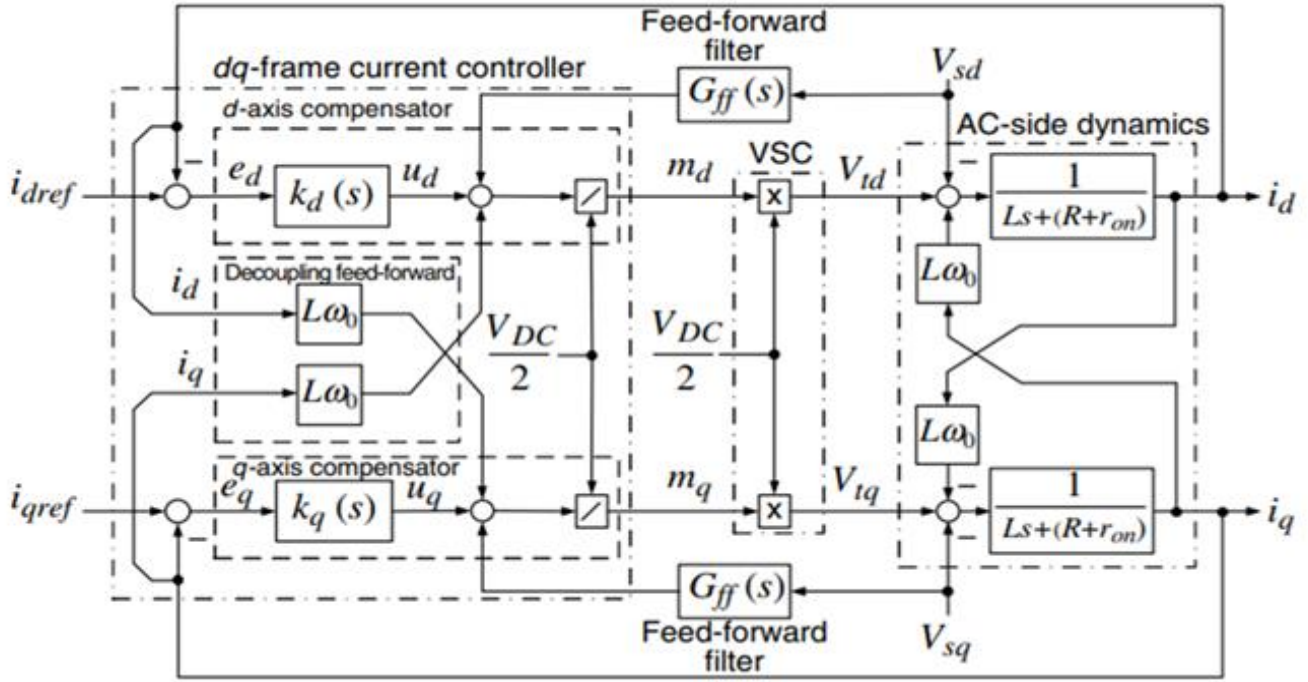 Feed-forward
filter
dq-frame current controller
G_ff (s)
V_sd
d-axis compensator
AC-side dynamics
VSC
−
−
i_dref
e_d
k_d (s)
u_d
/
m_d
x
V_td
1
Ls+(R+r_on)
i_d
Decoupling feed-forward
i_d
Lω_0
Lω_0
V_DC
2
V_DC
2
i_q
Lω_0
Lω_0
q-axis compensator
−
i_qref
e_q
k_q (s)
u_q
/
m_q
x
V_tq
1
Ls+(R+r_on)
i_q
−
−
G_ff (s)
Feed-forward
filter
V_sq